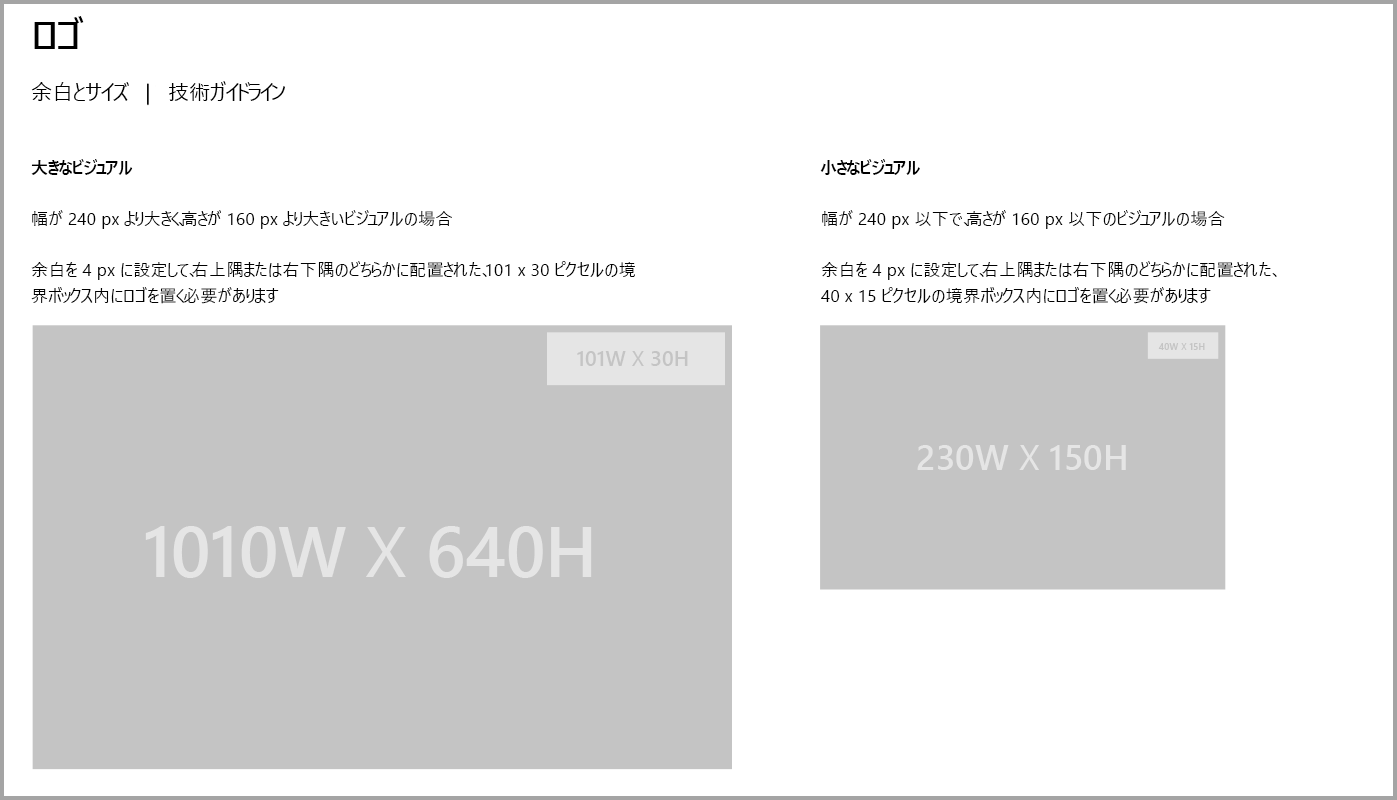 ロゴ
余白とサイズ | 技術ガイドライン
大きなビジュアル
幅が 240 px より大きく、高さが 160 px より大きいビジュアルの場合
余白を 4 px に設定して、右上隅または右下隅のどちらかに配置された、101 x 30 ピクセルの境
界ボックス内にロゴを置く必要があります
101W X 30H
1010W X 640H
小さなビジュアル
幅が 240 px 以下で、高さが 160 px 以下のビジュアルの場合
余白を 4 px に設定して、右上隅または右下隅のどちらかに配置された、
40 x 15 ピクセルの境界ボックス内にロゴを置く必要があります
40W X 15H
230W X 150H